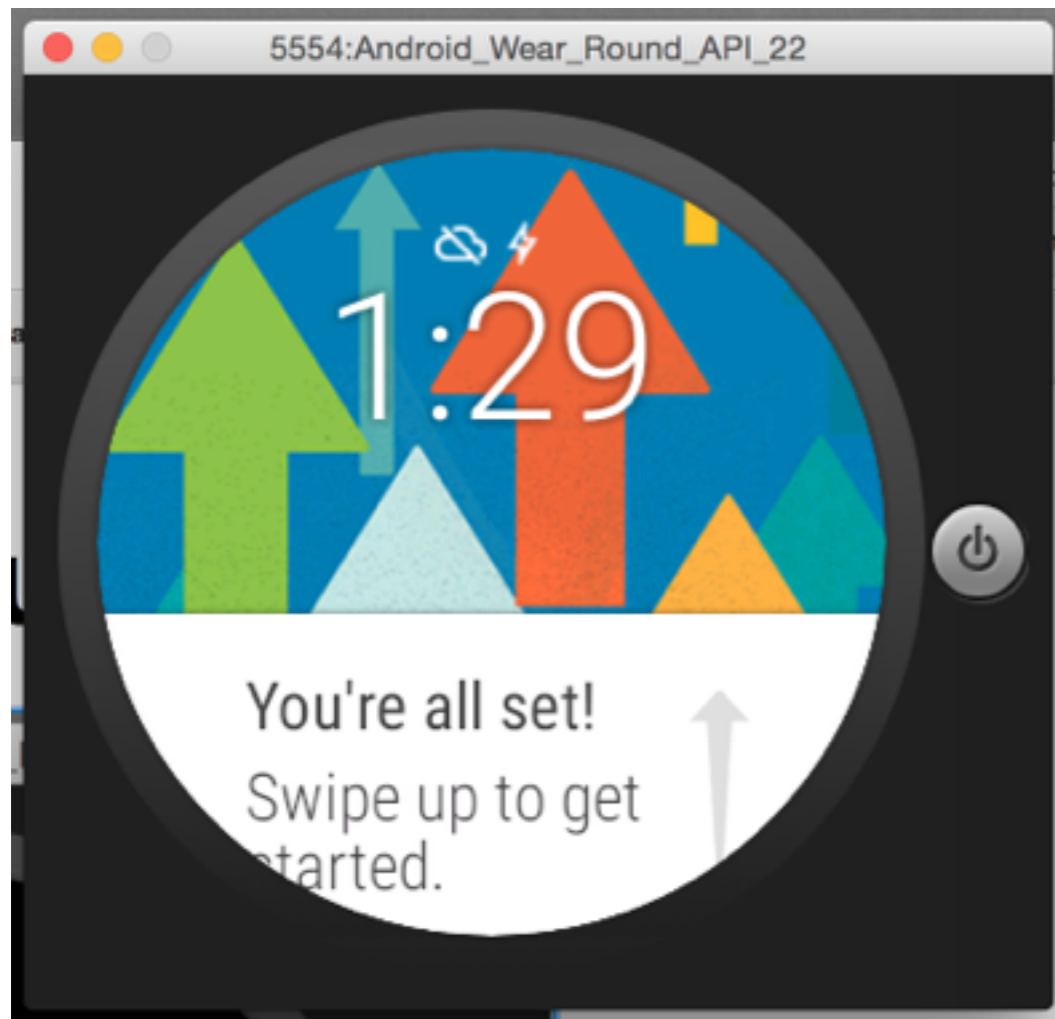 5554:Android_Wear_Round_API_22
1:29
You're all set!
Swipe up to get
started.